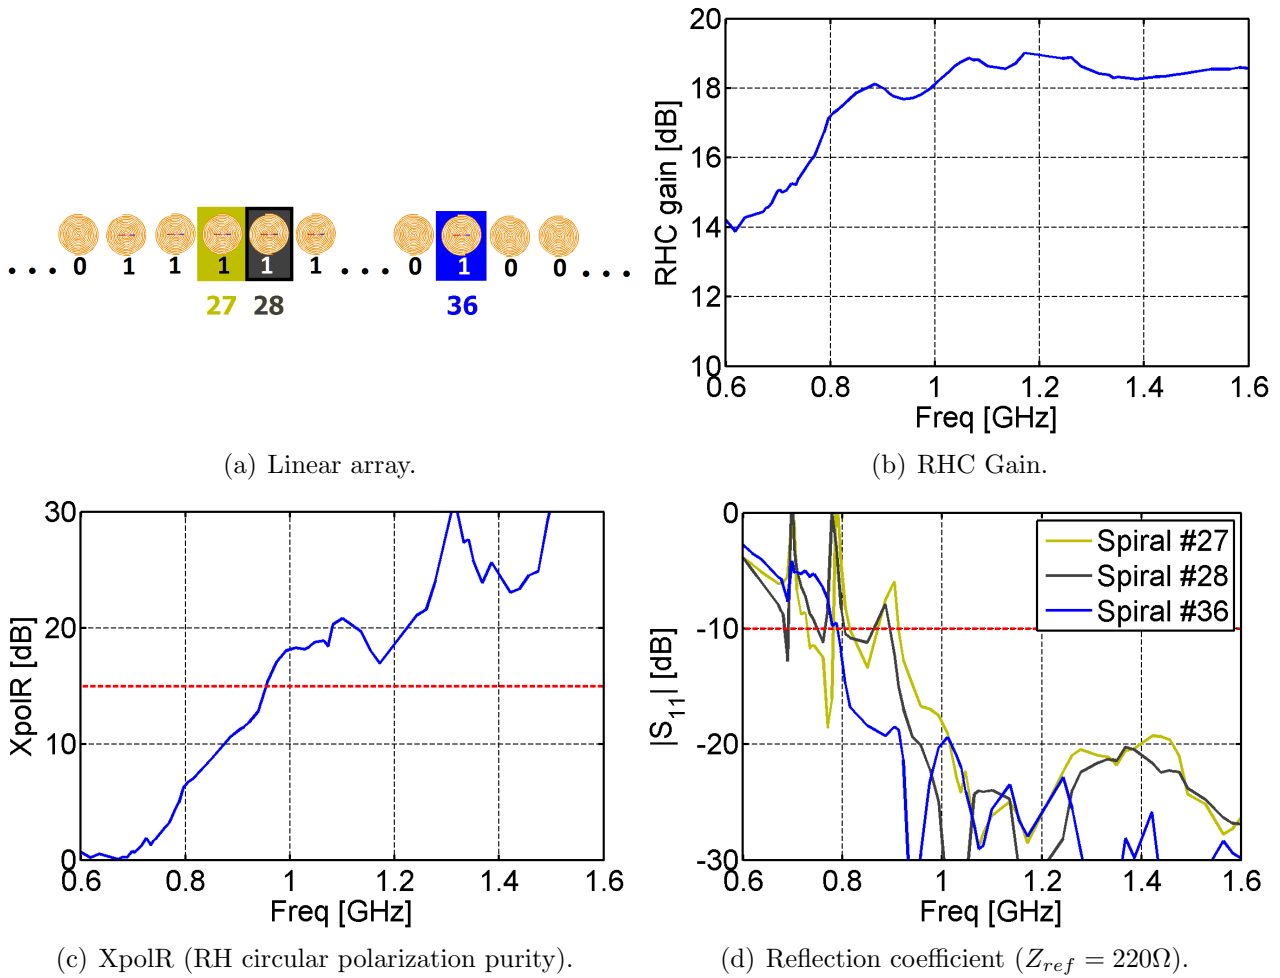 ... 0 1 1 1 1 1 ... 0 1 0 0 ...
27 28 36
(a) Linear array.
20
18
16
14
12
10
RHC gain [dB]
0.6 0.8 1 1.2 1.4 1.6
Freq [GHz]
(b) RHC Gain.
30
20
10
0
XpolR [dB]
0.6 0.8 1 1.2 1.4 1.6
Freq [GHz]
(c) XpolR (RH circular polarization purity).
0
-10
-20
-30
|S11| [dB]
Spiral #27
Spiral #28
Spiral #36
0.6 0.8 1 1.2 1.4 1.6
Freq [GHz]
(d) Reflection coefficient (Zref = 220Ω).